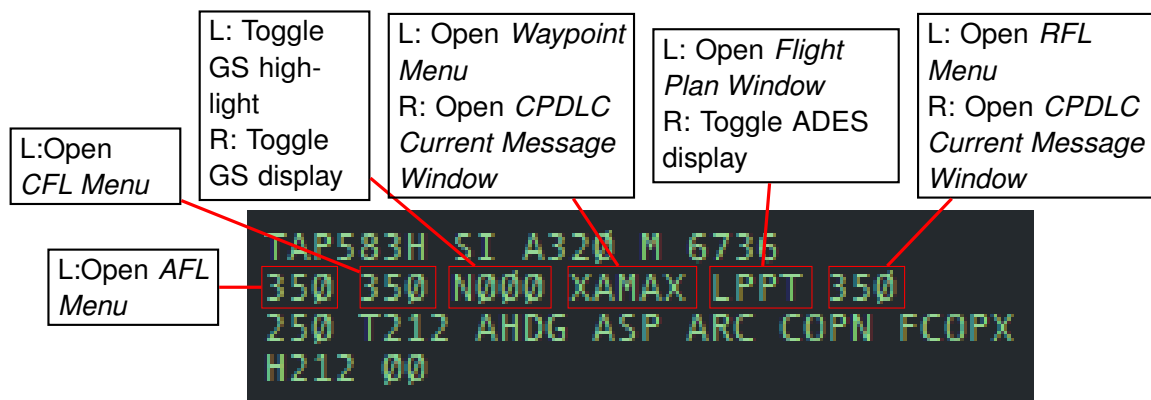 L: Toggle
GS high-
light
R: Toggle
GS display
L: Open Waypoint
Menu
R: Open CPDLC
Current Message
Window
L: Open Flight
Plan Window
R: Toggle ADES
display
L: Open RFL
Menu
R: Open CPDLC
Current Message
Window
L:Open
CFL Menu
L:Open AFL
Menu
TAP583H SI A320 M 6736
350 350 N000 XAMAX LPPT 350
250 T212 AHDG ASP ARC COPN FCOPX
H212 00